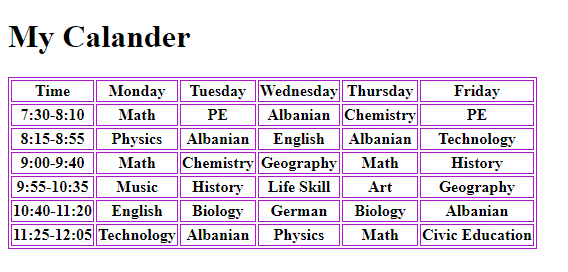 My Calander
Time Monday Tuesday Wednesday Thursday Friday
7:30-8:10 Math PE Albanian Chemistry PE
8:15-8:55 Physics Albanian English Albanian Technology
9:00-9:40 Math Chemistry Geography Math History
9:55-10:35 Music History Life Skill Art Geography
10:40-11:20 English Biology German Biology Albanian
11:25-12:05 Technology Albanian Physics Math Civic Education